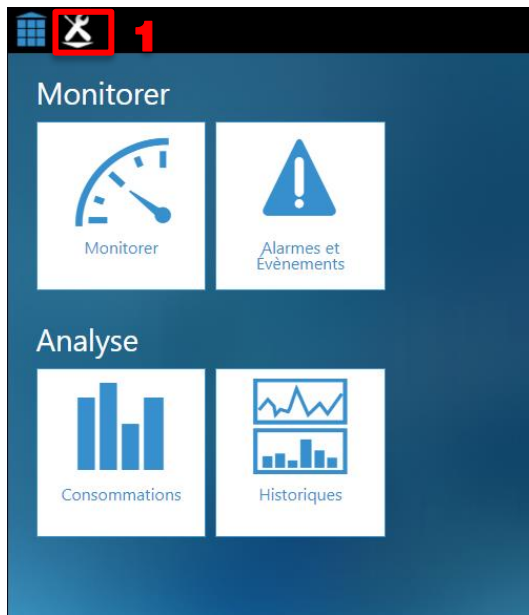 1
Monitorer
Monitorer
Alarmes et
Évènements
Analyse
Consommations
Historiques